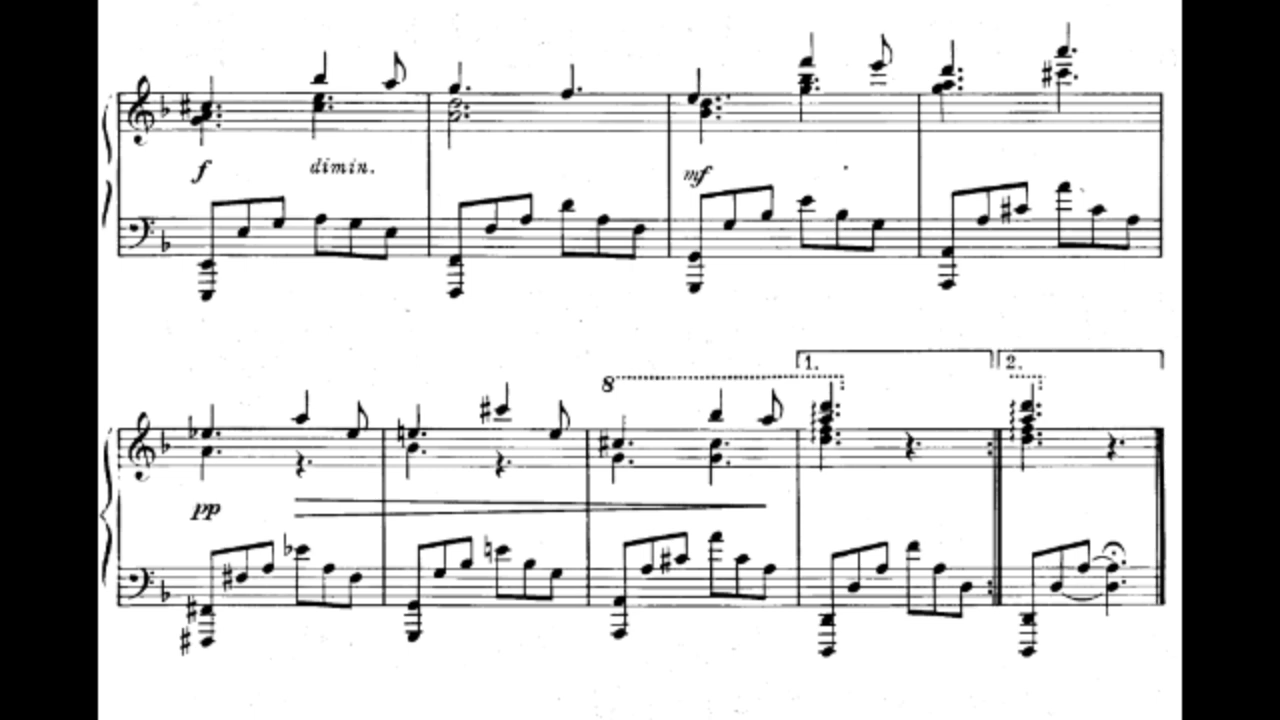 f dimin.
mf
8 1. 2.
pp